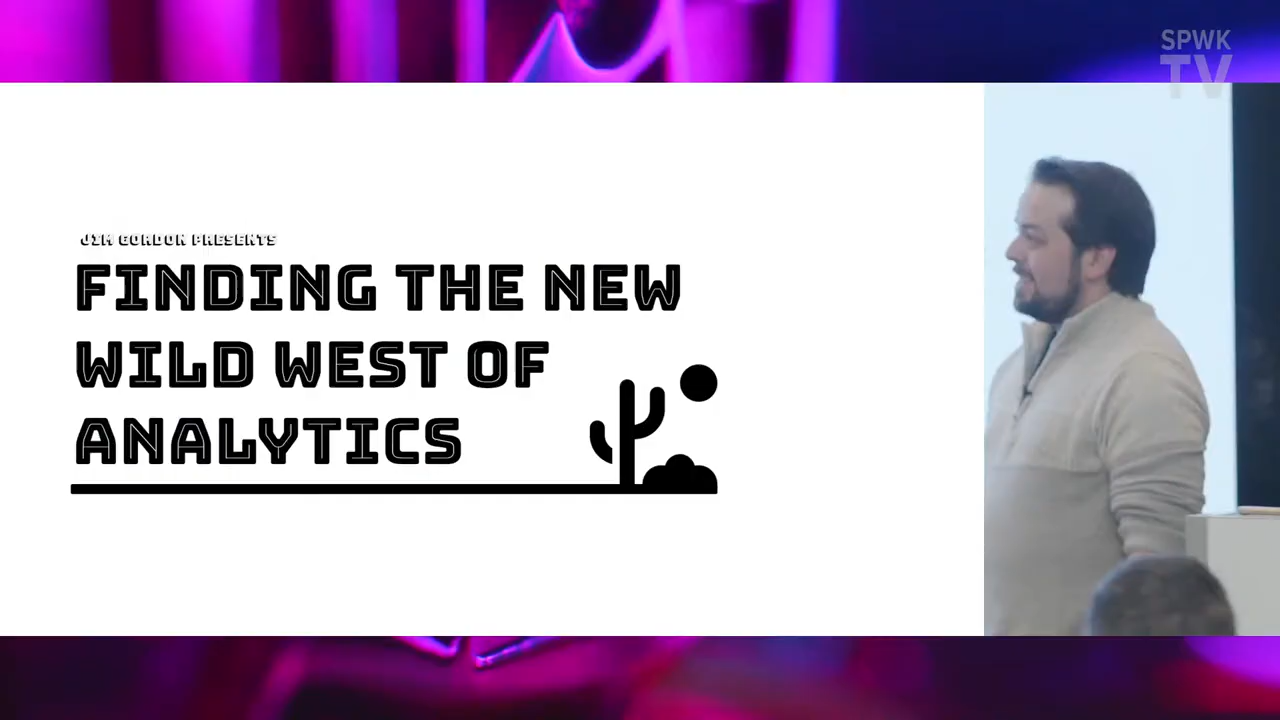 SPWK
TV
JIM GORDON PRESENTS
FINDING THE NEW
WILD WEST OF
ANALYTICS